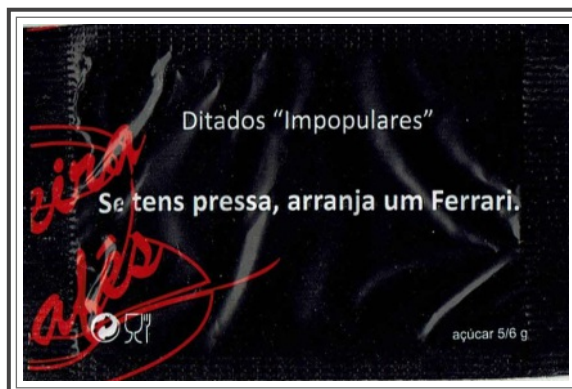 Ditados “Impopulares”
Se tens pressa, arranja um Ferrari.
açúcar 5/6 g